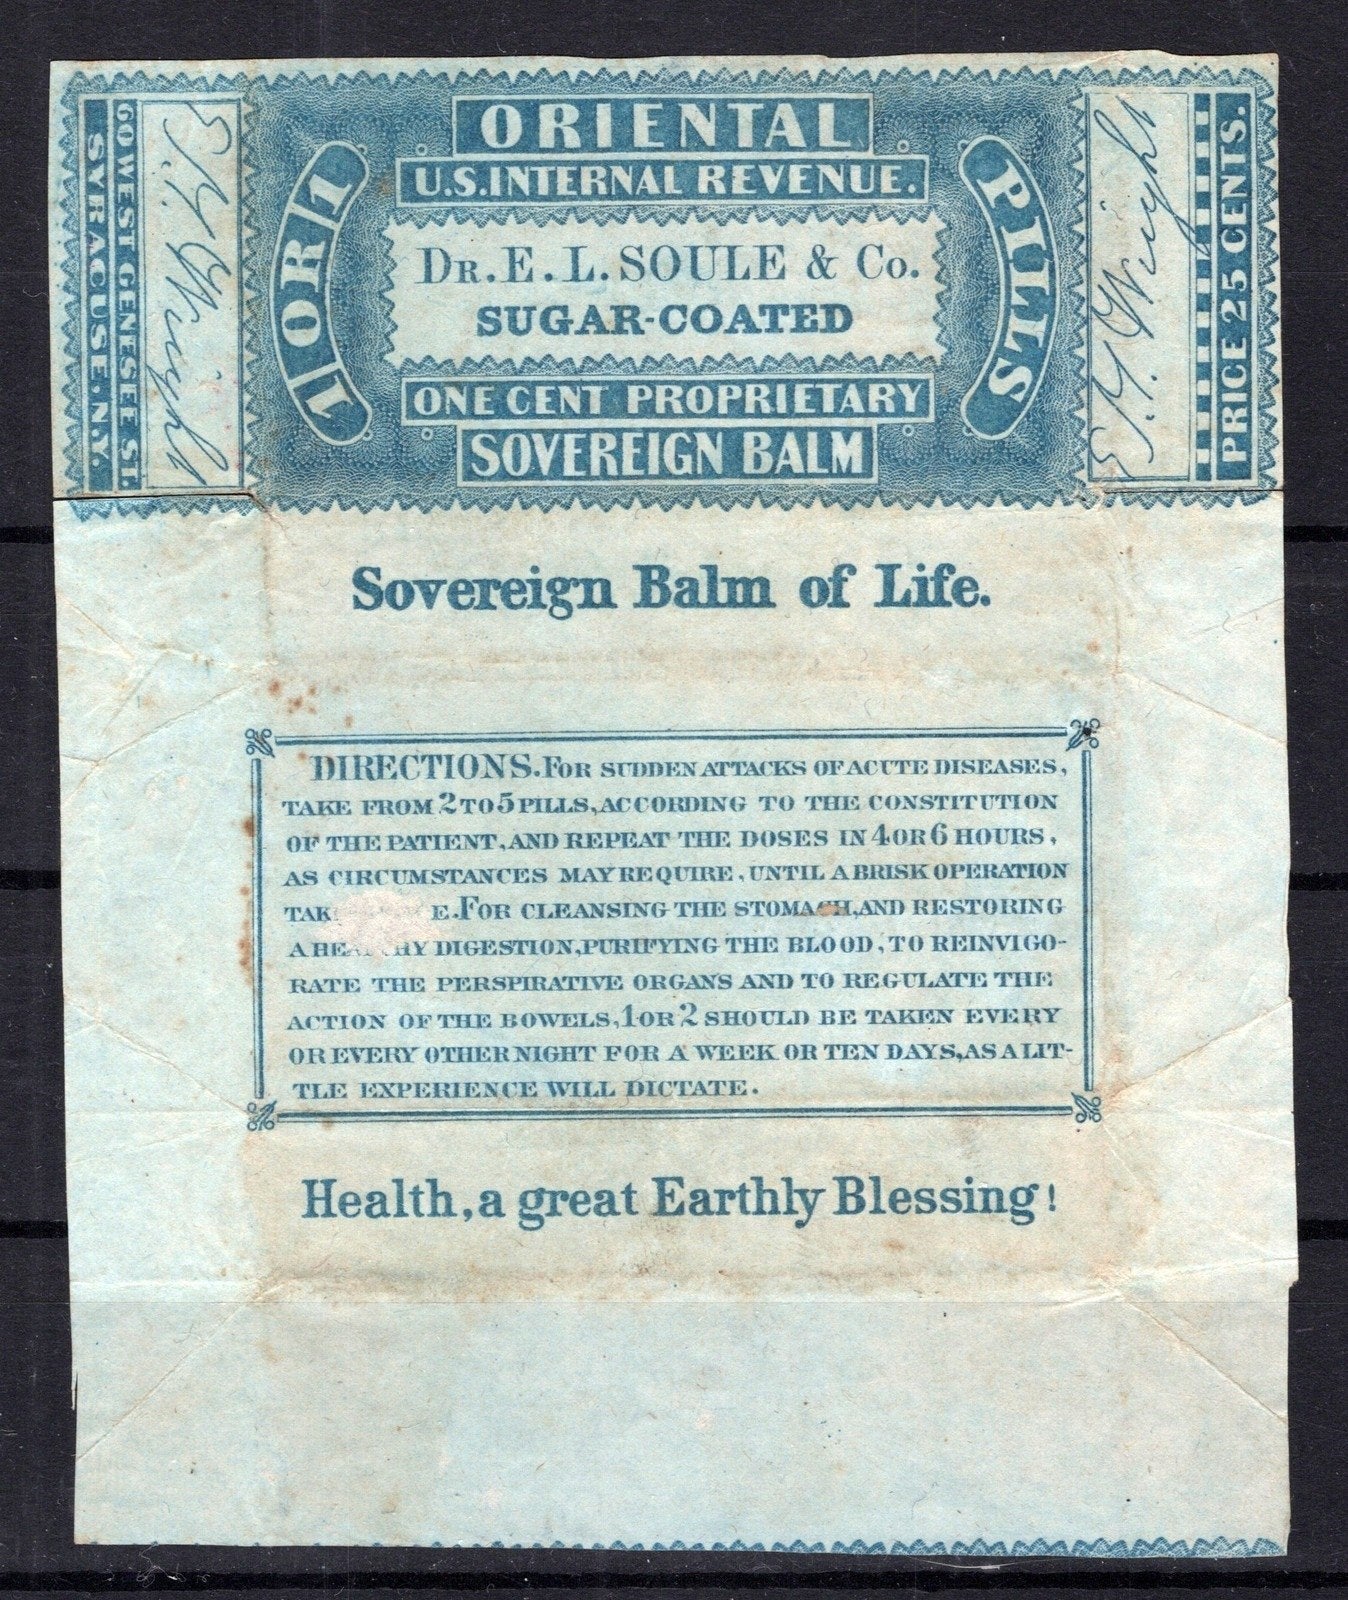 ORIENTAL
U.S. INTERNAL REVENUE.
DR. E. L. SOULE & CO.
SUGAR-COATED
ONE CENT PROPRIETARY
SOVEREIGN BALM
1 | OR | 1
PILLS
60 WEST GENESEE ST.
SYRACUSE. N.Y.
E. Y. Wright
E. Y. Wright
PRICE 25 CENTS.
Sovereign Balm of Life.
DIRECTIONS. FOR SUDDEN ATTACKS OF ACUTE DISEASES,
TAKE FROM 2 TO 5 PILLS, ACCORDING TO THE CONSTITUTION
OF THE PATIENT, AND REPEAT THE DOSES IN 4 OR 6 HOURS,
AS CIRCUMSTANCES MAY REQUIRE, UNTIL A BRISK OPERATION
FOR CLEANSING THE STOMACH, AND RESTORING
A DIGESTION, PURIFYING THE BLOOD, TO REINVIGO-
RATE THE PERSPIRATIVE ORGANS AND TO REGULATE THE
ACTION OF THE BOWELS, 1 OR 2 SHOULD BE TAKEN EVERY
OR EVERY OTHER NIGHT FOR A WEEK OR TEN DAYS, AS A LIT-
TLE EXPERIENCE WILL DICTATE.
Health, a great Earthly Blessing!